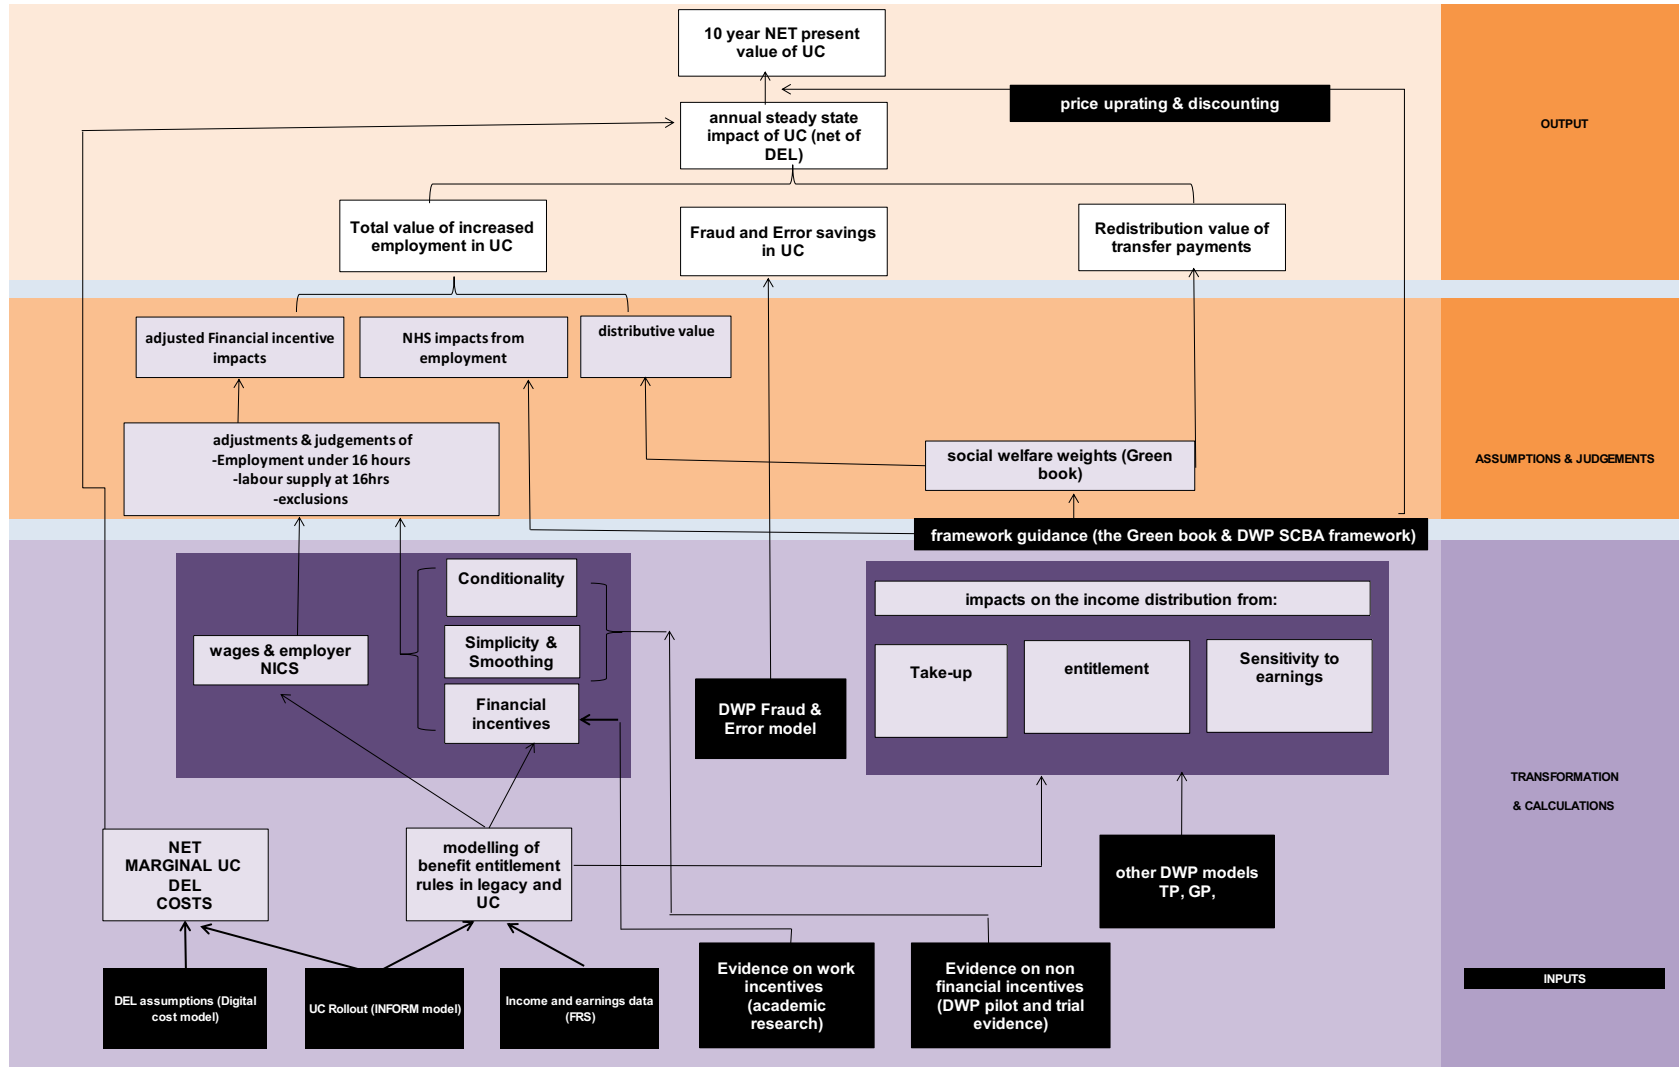 10 year NET present
value of UC
price uprating & discounting
annual steady state
impact of UC (net of
DEL)
OUTPUT
Total value of increased
employment in UC
Fraud and Error savings
in UC
Redistribution value of
transfer payments
adjusted Financial incentive
impacts
NHS impacts from
employment
distributive value
adjustments & judgements of
-Employment under 16 hours
-labour supply at 16hrs
-exclusions
social welfare weights (Green
book)
ASSUMPTIONS & JUDGEMENTS
framework guidance (the Green book & DWP SCBA framework)
Conditionality
Simplicity &
Smoothing
Financial
incentives
wages & employer
NICS
DWP Fraud &
Error model
impacts on the income distribution from:
Take-up
entitlement
Sensitivity to
earnings
TRANSFORMATION
& CALCULATIONS
NET
MARGINAL UC
DEL
COSTS
modelling of
benefit entitlement
rules in legacy and
UC
other DWP models
TP, GP,
DEL assumptions (Digital
cost model)
UC Rollout (INFORM model)
Income and earnings data
(FRS)
Evidence on work
incentives
(academic
research)
Evidence on non
financial incentives
(DWP pilot and trial
evidence)
INPUTS